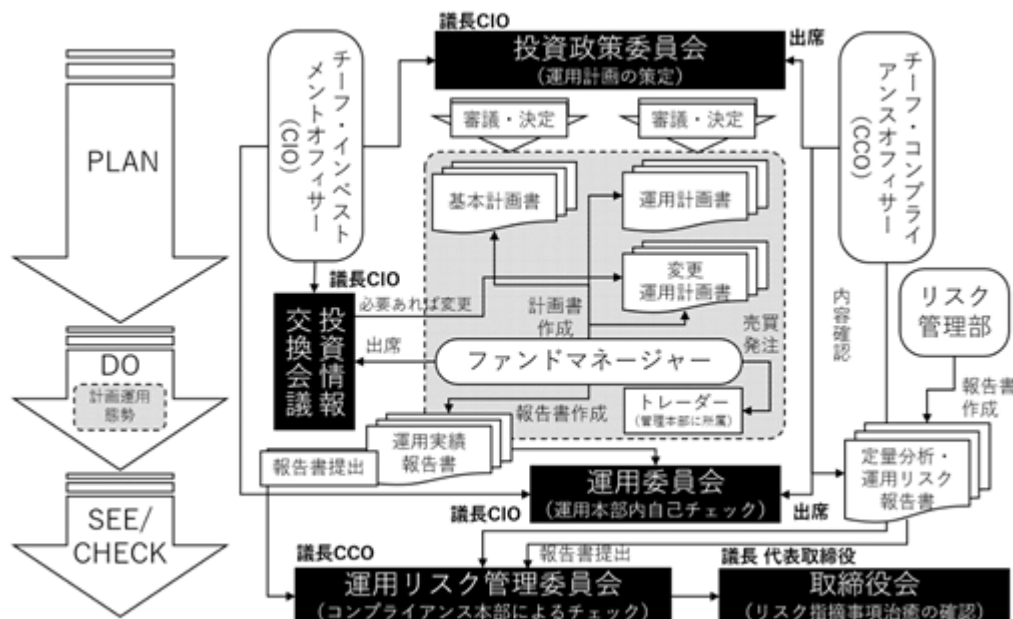 議長CIO
投資政策委員会
(運用計画の策定)
出席
チーフ・インベスト
メントオフィサー
(CIO)
チーフ・コンプライ
アンスオフィサー
(CCO)
PLAN
審議・決定
審議・決定
基本計画書
運用計画書
変更
運用計画書
議長CIO
必要あれば変更
計画書
作成
売買
発注
内容確認
リスク
管理部
投資情報
交換会議
出席
ファンドマネージャー
DO
計画運用
態勢
報告書作成
トレーダー
(管理本部に所属)
報告書
作成
運用実績
報告書
報告書提出
定量分析・
運用リスク
報告書
運用委員会
(運用本部内自己チェック)
議長CIO
出席
SEE/
CHECK
議長CCO
報告書提出
議長 代表取締役
運用リスク管理委員会
(コンプライアンス本部によるチェック)
取締役会
(リスク指摘事項治癒の確認)